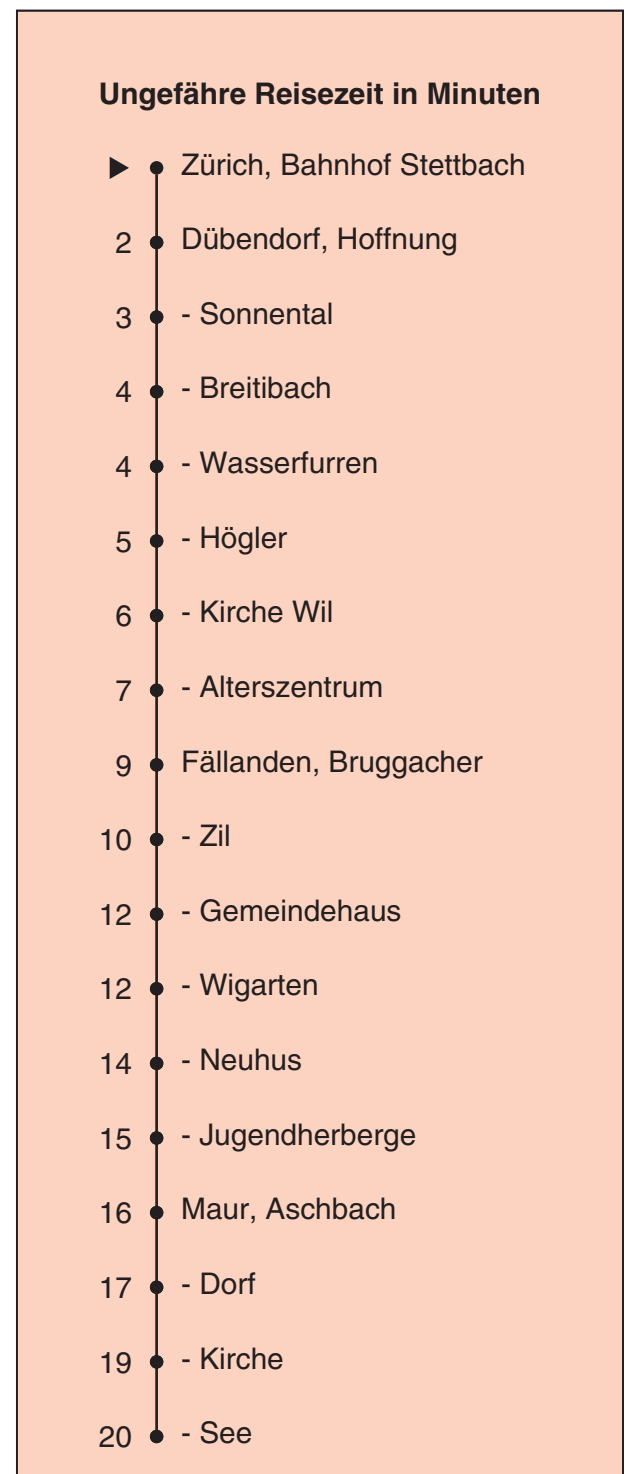 Ungefähre Reisezeit in Minuten
Zürich, Bahnhof Stettbach
2 Dübendorf, Hoffnung
3 - Sonnental
4 - Breitibach
4 - Wasserfurren
5 - Högler
6 - Kirche Wil
7 - Alterszentrum
9 Fällanden, Bruggacher
10 - Zil
12 - Gemeindehaus
12 - Wigarten
14 - Neuhus
15 - Jugendherberge
16 Maur, Aschbach
17 - Dorf
19 - Kirche
20 - See